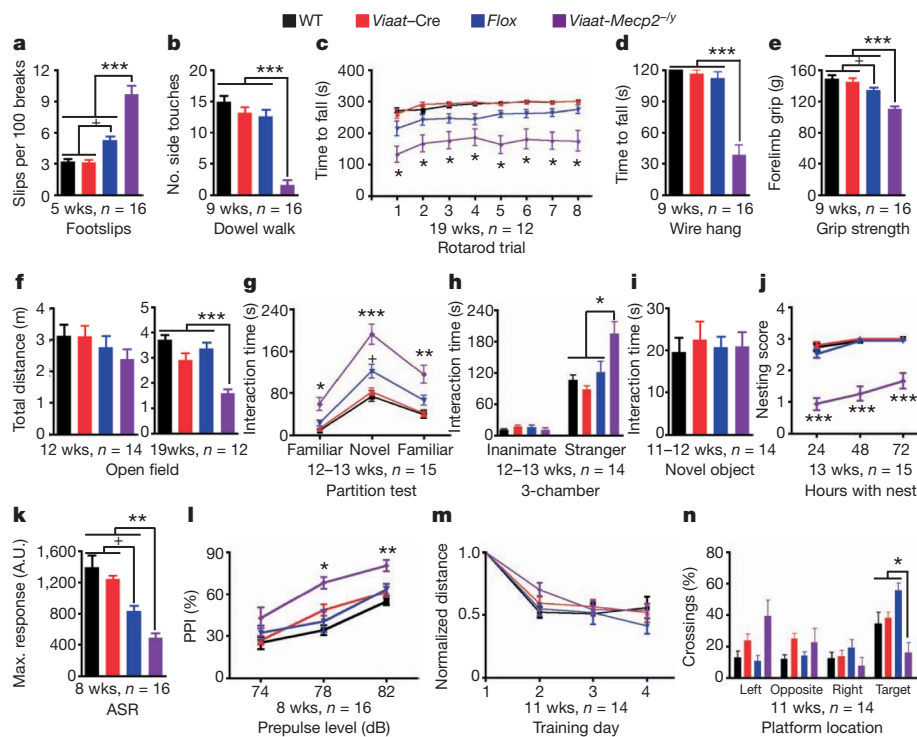 WT Viaat–Cre Flox Viaat-Mecp2–/y
a
Slips per 100 breaks
12
9
6
3
0
***
+
5 wks, n = 16
Footslips
b
No. side touches
20
15
10
5
0
***
9 wks, n = 16
Dowel walk
c
Time to fall (s)
400
300
200
100
0
* * * * * * * *
1 2 3 4 5 6 7 8
19 wks, n = 12
Rotarod trial
d
Time to fall (s)
120
90
60
30
0
***
9 wks, n = 16
Wire hang
e
Forelimb grip (g)
160
120
80
40
0
***
+
9 wks, n = 16
Grip strength
f
Total distance (m)
4
3
2
1
0
12 wks, n = 14
5
4
3
2
1
0
***
19wks, n = 12
Open field
g
Interaction time (s)
240
160
80
0
* *** **
+
Familiar Novel Familiar
12–13 wks, n = 15
Partition test
h
Interaction time (s)
240
180
120
60
0
*
Inanimate Stranger
12–13 wks, n = 14
3-chamber
i
Interaction time (s)
30
20
10
0
11–12 wks, n = 14
Novel object
j
Nesting score
4
3
2
1
0
*** *** ***
24 48 72
13 wks, n = 15
Hours with nest
k
Max. response (A.U.)
1,800
1,400
1,000
600
400
0
**
+
8 wks, n = 16
ASR
l
PPI (%)
90
60
30
0
* **
74 78 82
8 wks, n = 16
Prepulse level (dB)
m
Normalized distance
1.0
0.5
0
1 2 3 4
11 wks, n = 14
Training day
n
Crossings (%)
80
60
40
20
0
*
Left Opposite Right Target
11 wks, n = 14
Platform location